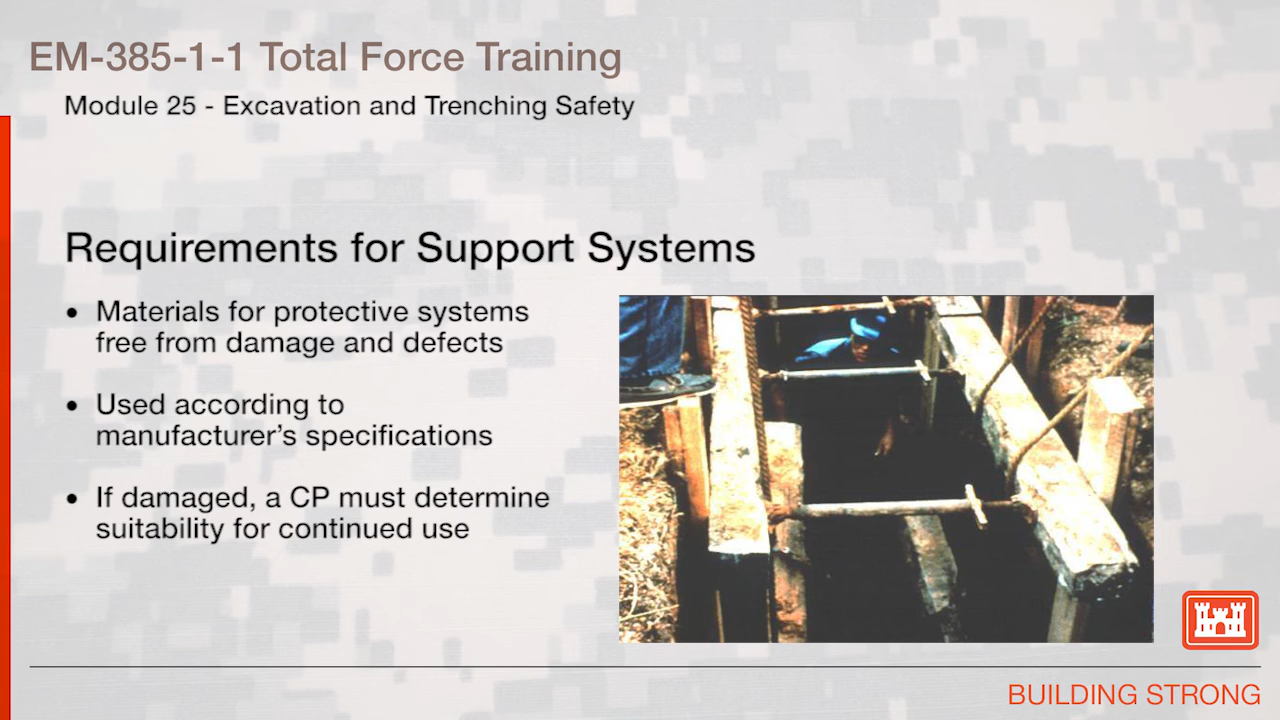 EM-385-1-1 Total Force Training
Module 25 - Excavation and Trenching Safety
Requirements for Support Systems
• Materials for protective systems
free from damage and defects
• Used according to
manufacturer’s specifications
• If damaged, a CP must determine
suitability for continued use
BUILDING STRONG